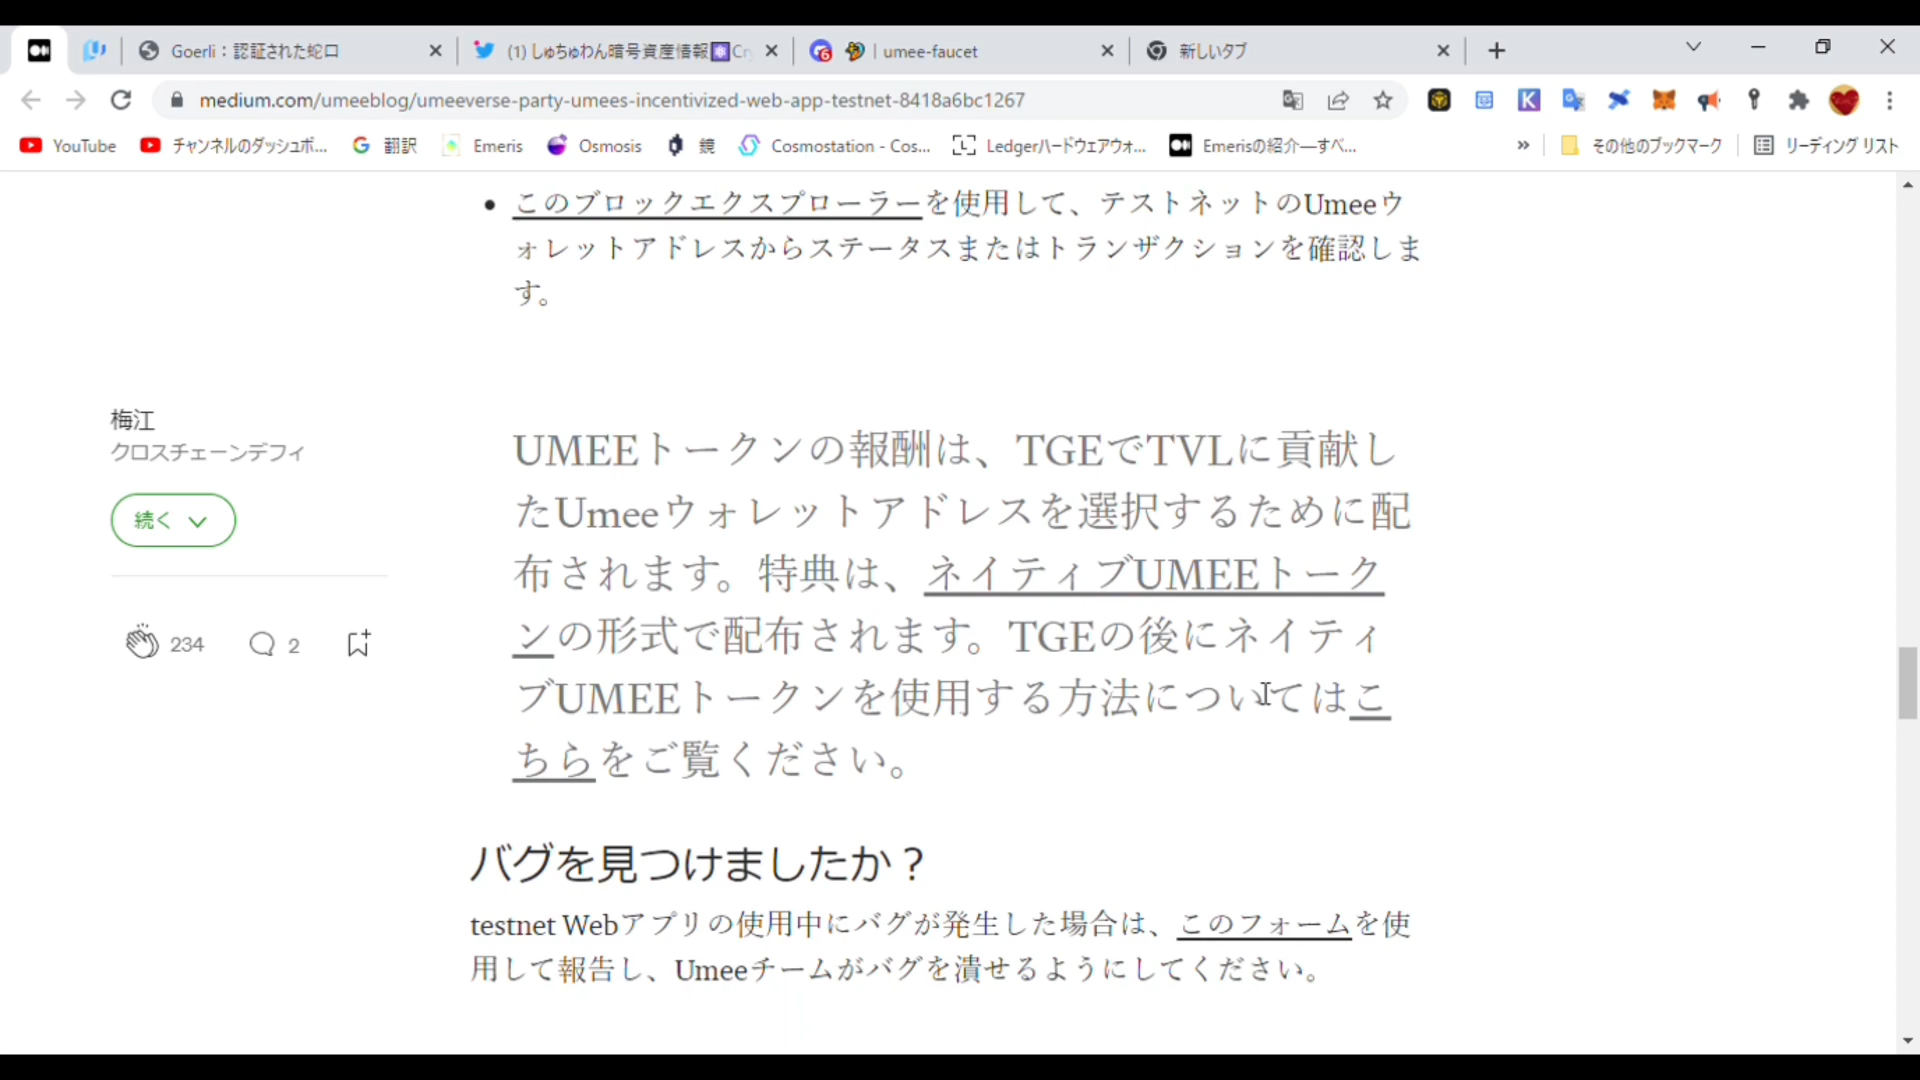 Goerli：認証された蛇口
(1) しゅちゅわん暗号資産情報
| umee-faucet
新しいタブ
medium.com/umeeblog/umeeverse-party-umees-incentivized-web-app-testnet-8418a6bc1267
YouTube
チャンネルのダッシュボ...
翻訳
Emeris
Osmosis
鏡
Cosmostation - Cos...
Ledgerハードウェアウォ...
Emerisの紹介—すべ...
»
その他のブックマーク
リーディング リスト
• このブロックエクスプローラーを使用して、テストネットのUmeeウ
ォレットアドレスからステータスまたはトランザクションを確認しま
す。
梅江
クロスチェーンデフィ
続く
234
2
UMEEトークンの報酬は、TGEでTVLに貢献し
たUmeeウォレットアドレスを選択するために配
布されます。特典は、ネイティブUMEEトーク
ンの形式で配布されます。TGEの後にネイティ
ブUMEEトークンを使用する方法についてはこ
ちらをご覧ください。
バグを見つけましたか？
testnet Webアプリの使用中にバグが発生した場合は、このフォームを使
用して報告し、Umeeチームがバグを潰せるようにしてください。